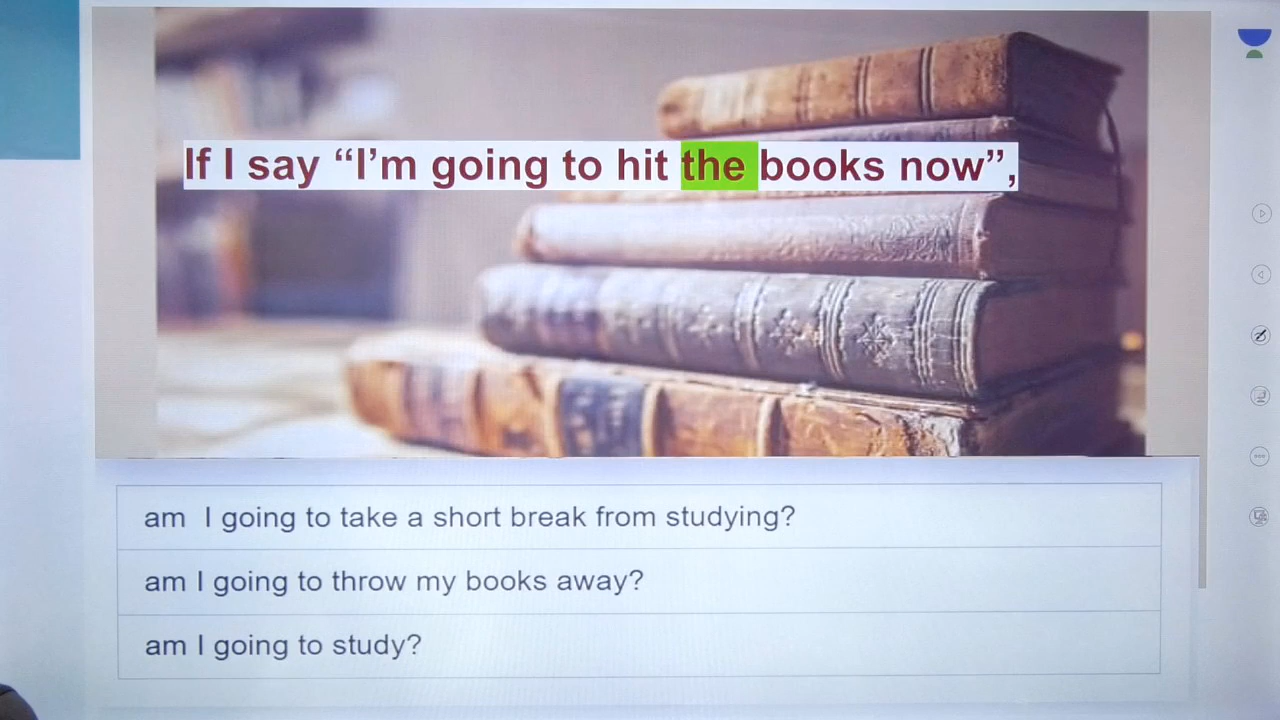 If I say “I’m going to hit the books now”,
am I going to take a short break from studying?
am I going to throw my books away?
am I going to study?